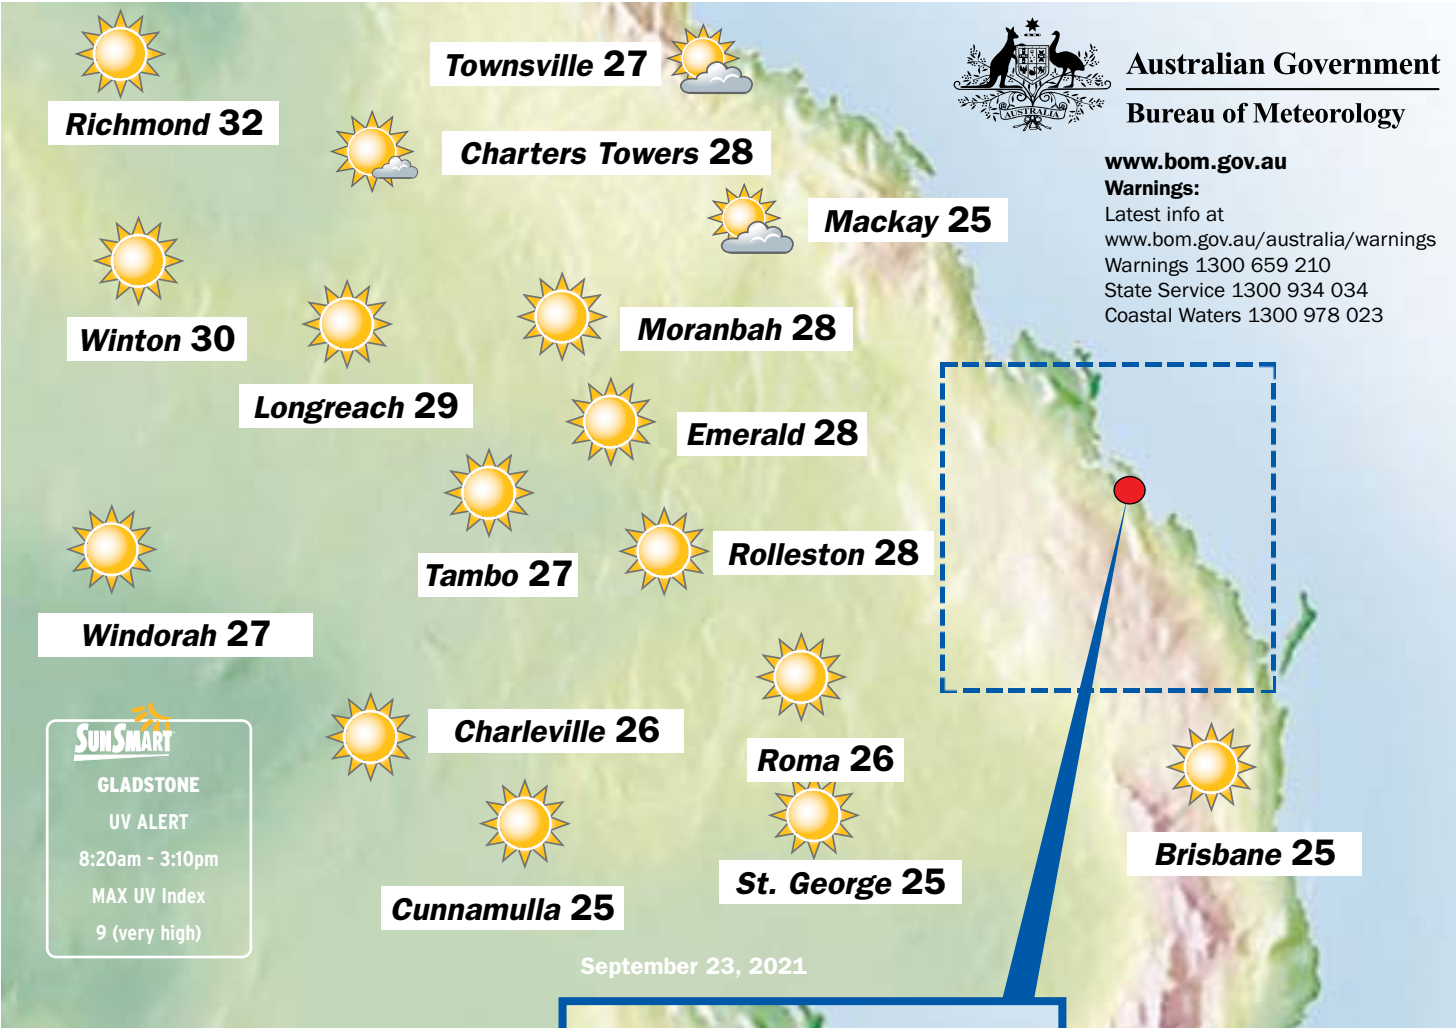 Richmond 32
Townsville 27
Charters Towers 28
Mackay 25
Winton 30
Longreach 29
Moranbah 28
Emerald 28
Tambo 27
Rolleston 28
Windorah 27
Charleville 26
Roma 26
Cunnamulla 25
St. George 25
Brisbane 25
AUSTRALIA
Australian Government
Bureau of Meteorology
www.bom.gov.au
Warnings:
Latest info at
www.bom.gov.au/australia/warnings
Warnings 1300 659 210
State Service 1300 934 034
Coastal Waters 1300 978 023
SUNSMART
GLADSTONE
UV ALERT
8:20am - 3:10pm
MAX UV Index
9 (very high)
September 23, 2021